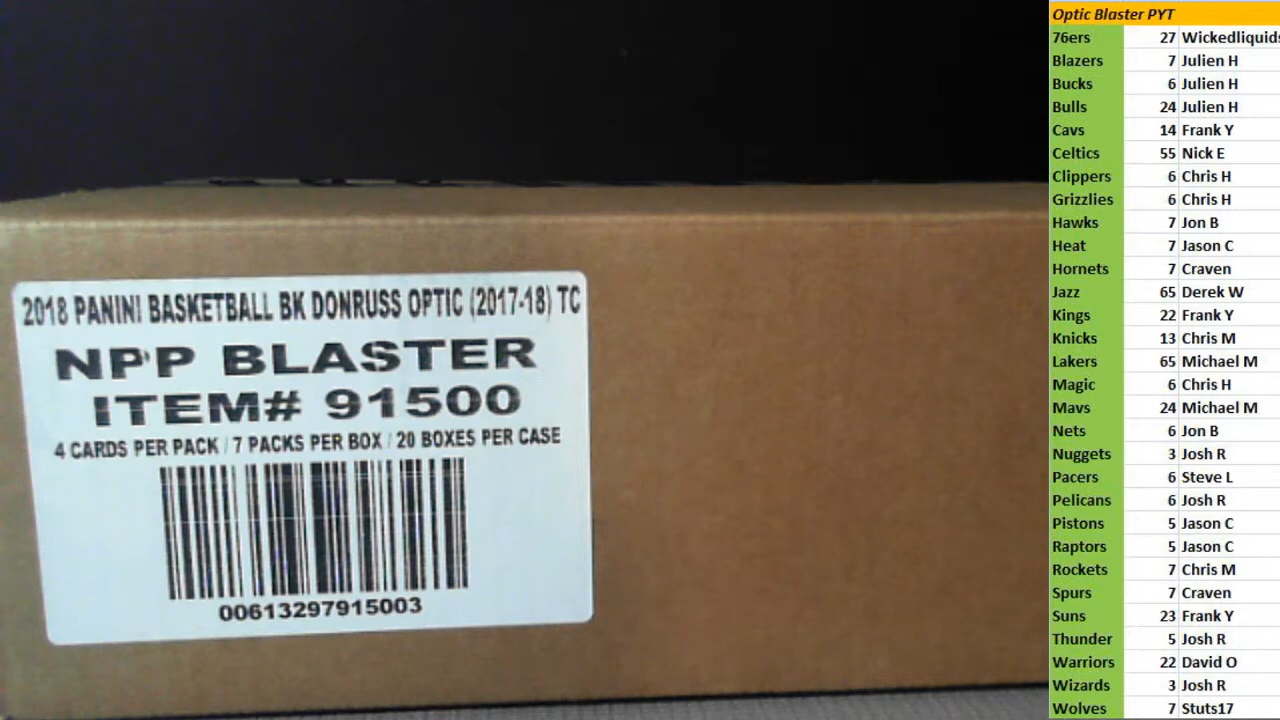 2018 PANINI BASKETBALL BK DONRUSS OPTIC (2017-18) TC
NPP BLASTER
ITEM# 91500
4 CARDS PER PACK / 7 PACKS PER BOX / 20 BOXES PER CASE
00613297915003
Optic Blaster PYT
76ers 27 Wickedliquids
Blazers 7 Julien H
Bucks 6 Julien H
Bulls 24 Julien H
Cavs 14 Frank Y
Celtics 55 Nick E
Clippers 6 Chris H
Grizzlies 6 Chris H
Hawks 7 Jon B
Heat 7 Jason C
Hornets 7 Craven
Jazz 65 Derek W
Kings 22 Frank Y
Knicks 13 Chris M
Lakers 65 Michael M
Magic 6 Chris H
Mavs 24 Michael M
Nets 6 Jon B
Nuggets 3 Josh R
Pacers 6 Steve L
Pelicans 6 Josh R
Pistons 5 Jason C
Raptors 5 Jason C
Rockets 7 Chris M
Spurs 7 Craven
Suns 23 Frank Y
Thunder 5 Josh R
Warriors 22 David O
Wizards 3 Josh R
Wolves 7 Stuts17